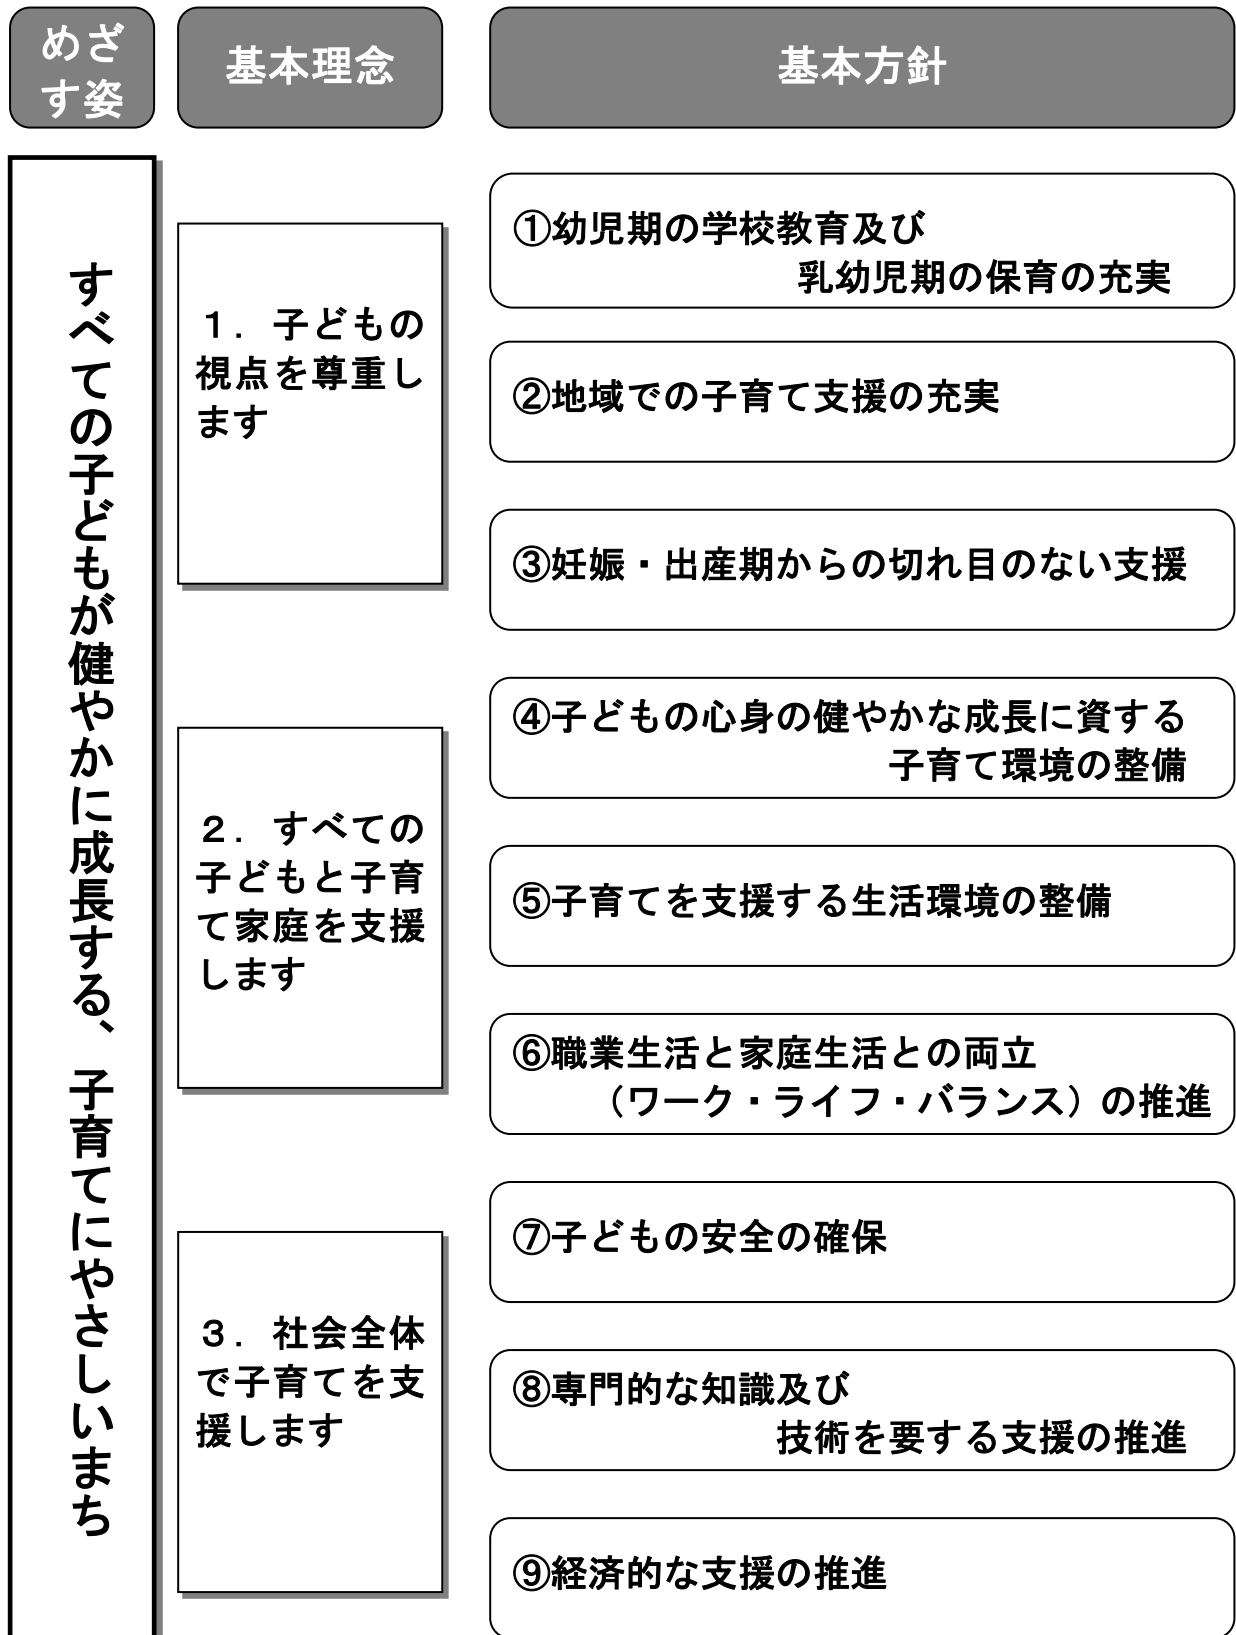 めざ
す姿
基本理念
基本方針
すべての子どもが健やかに成長する、子育てにやさしいまち
１．子どもの
視点を尊重し
ます
２．すべての
子どもと子育
て家庭を支援
します
３．社会全体
で子育てを支
援します
①幼児期の学校教育及び
乳幼児期の保育の充実
②地域での子育て支援の充実
③妊娠・出産期からの切れ目のない支援
④子どもの心身の健やかな成長に資する
子育て環境の整備
⑤子育てを支援する生活環境の整備
⑥職業生活と家庭生活との両立
（ワーク・ライフ・バランス）の推進
⑦子どもの安全の確保
⑧専門的な知識及び
技術を要する支援の推進
⑨経済的な支援の推進